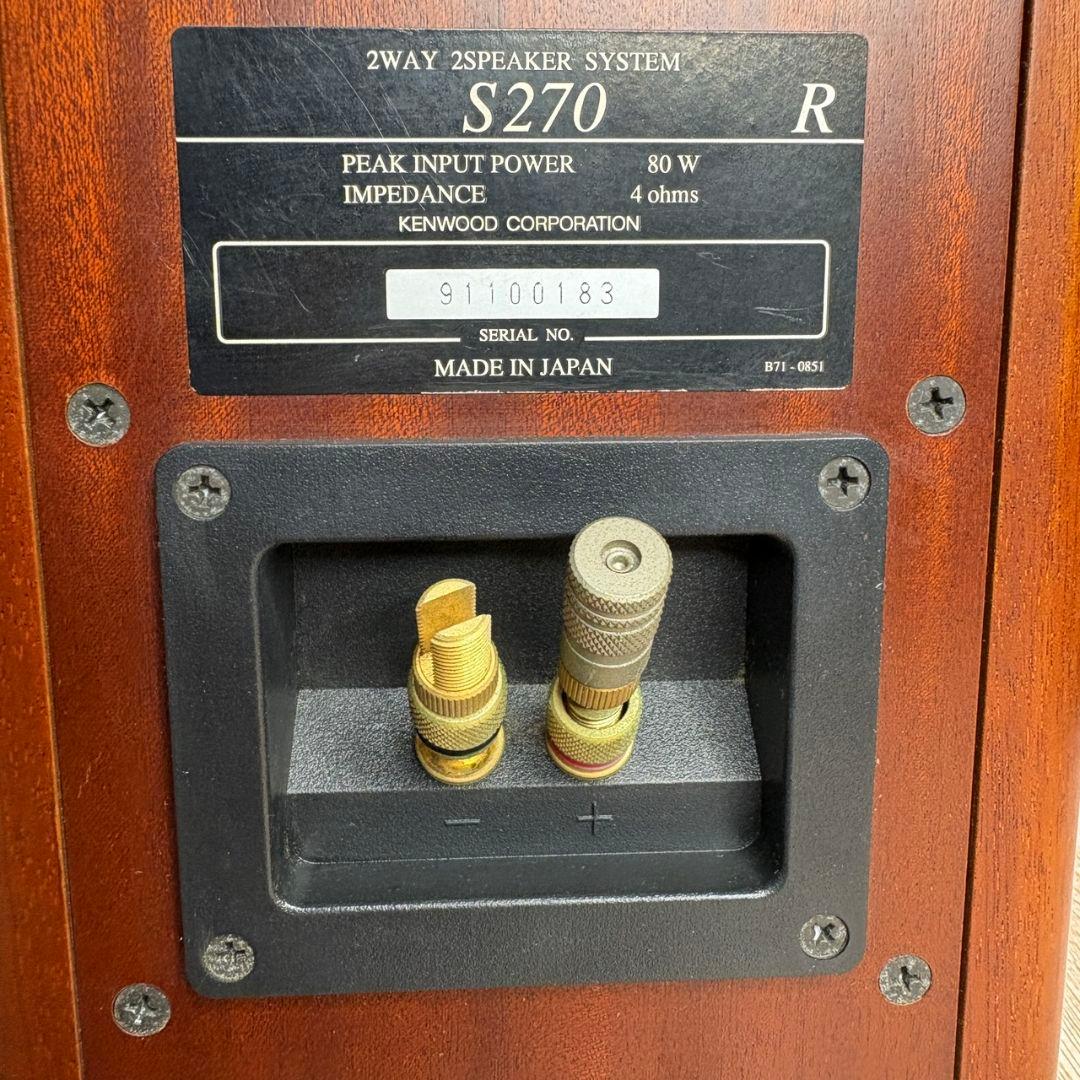 2WAY 2SPEAKER SYSTEM
S270 R
PEAK INPUT POWER 80 W
IMPEDANCE 4 ohms
KENWOOD CORPORATION
91100183
SERIAL NO.
MADE IN JAPAN B71-0851
− +